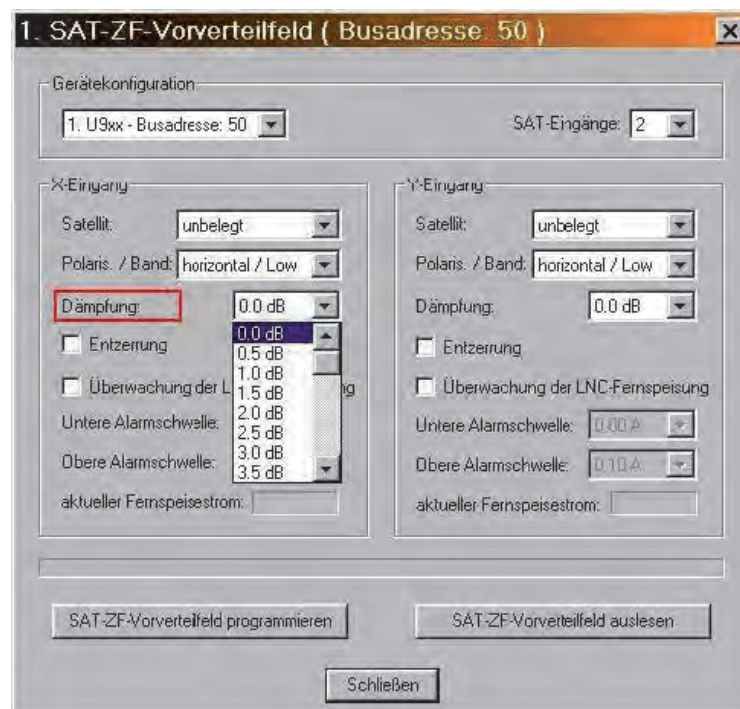 1. SAT-ZF-Vorverteilfeld ( Busadresse: 50 )
Gerätekonfiguration
1. U9xx - Busadresse: 50
SAT-Eingänge: 2
X-Eingang
Satellit: unbelegt
Polaris. / Band: horizontal / Low
Dämpfung: 0.0 dB
0.0 dB
0.5 dB
1.0 dB
1.5 dB
2.0 dB
2.5 dB
3.0 dB
3.5 dB
Entzerrung
Überwachung der L
ng
Untere Alarmschwelle:
Obere Alarmschwelle:
aktueller Fernspeisestrom:
Y-Eingang
Satellit: unbelegt
Polaris. / Band: horizontal / Low
Dämpfung: 0.0 dB
Entzerrung
Überwachung der LNC-Fernspeisung
Untere Alarmschwelle: 0.00 A
Obere Alarmschwelle: 0.10 A
aktueller Fernspeisestrom:
SAT-ZF-Vorverteilfeld programmieren
SAT-ZF-Vorverteilfeld auslesen
Schließen